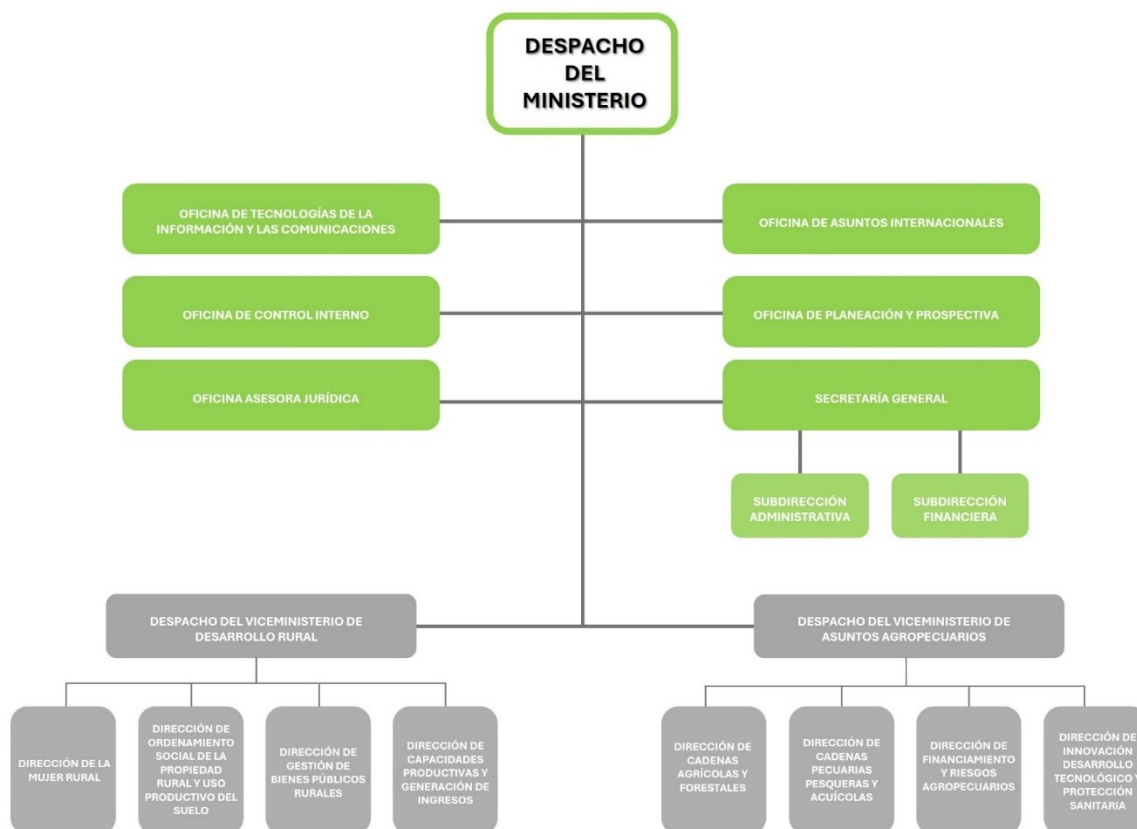 DESPACHO
DEL
MINISTERIO
OFICINA DE TECNOLOGÍAS DE LA
INFORMACIÓN Y LAS COMUNICACIONES
OFICINA DE ASUNTOS INTERNACIONALES
OFICINA DE CONTROL INTERNO
OFICINA DE PLANEACIÓN Y PROSPECTIVA
OFICINA ASESORA JURÍDICA
SECRETARÍA GENERAL
SUBDIRECCIÓN
ADMINISTRATIVA
SUBDIRECCIÓN
FINANCIERA
DESPACHO DEL VICEMINISTERIO DE
DESARROLLO RURAL
DESPACHO DEL VICEMINISTERIO DE
ASUNTOS AGROPECUARIOS
DIRECCIÓN DE LA
MUJER RURAL
DIRECCIÓN DE
ORDENAMIENTO
SOCIAL DE LA
PROPIEDAD
RURAL Y USO
PRODUCTIVO DEL
SUELO
DIRECCIÓN DE
GESTIÓN DE
BIENES PÚBLICOS
RURALES
DIRECCIÓN DE
CAPACIDADES
PRODUCTIVAS Y
GENERACIÓN DE
INGRESOS
DIRECCIÓN DE
CADENAS
AGRÍCOLAS Y
FORESTALES
DIRECCIÓN DE
CADENAS
PECUARIAS
PESQUERAS Y
ACUÍCOLAS
DIRECCIÓN DE
FINANCIAMIENTO
Y RIESGOS
AGROPECUARIOS
DIRECCIÓN DE
INNOVACIÓN
DESARROLLO
TECNOLÓGICO Y
PROTECCIÓN
SANITARIA